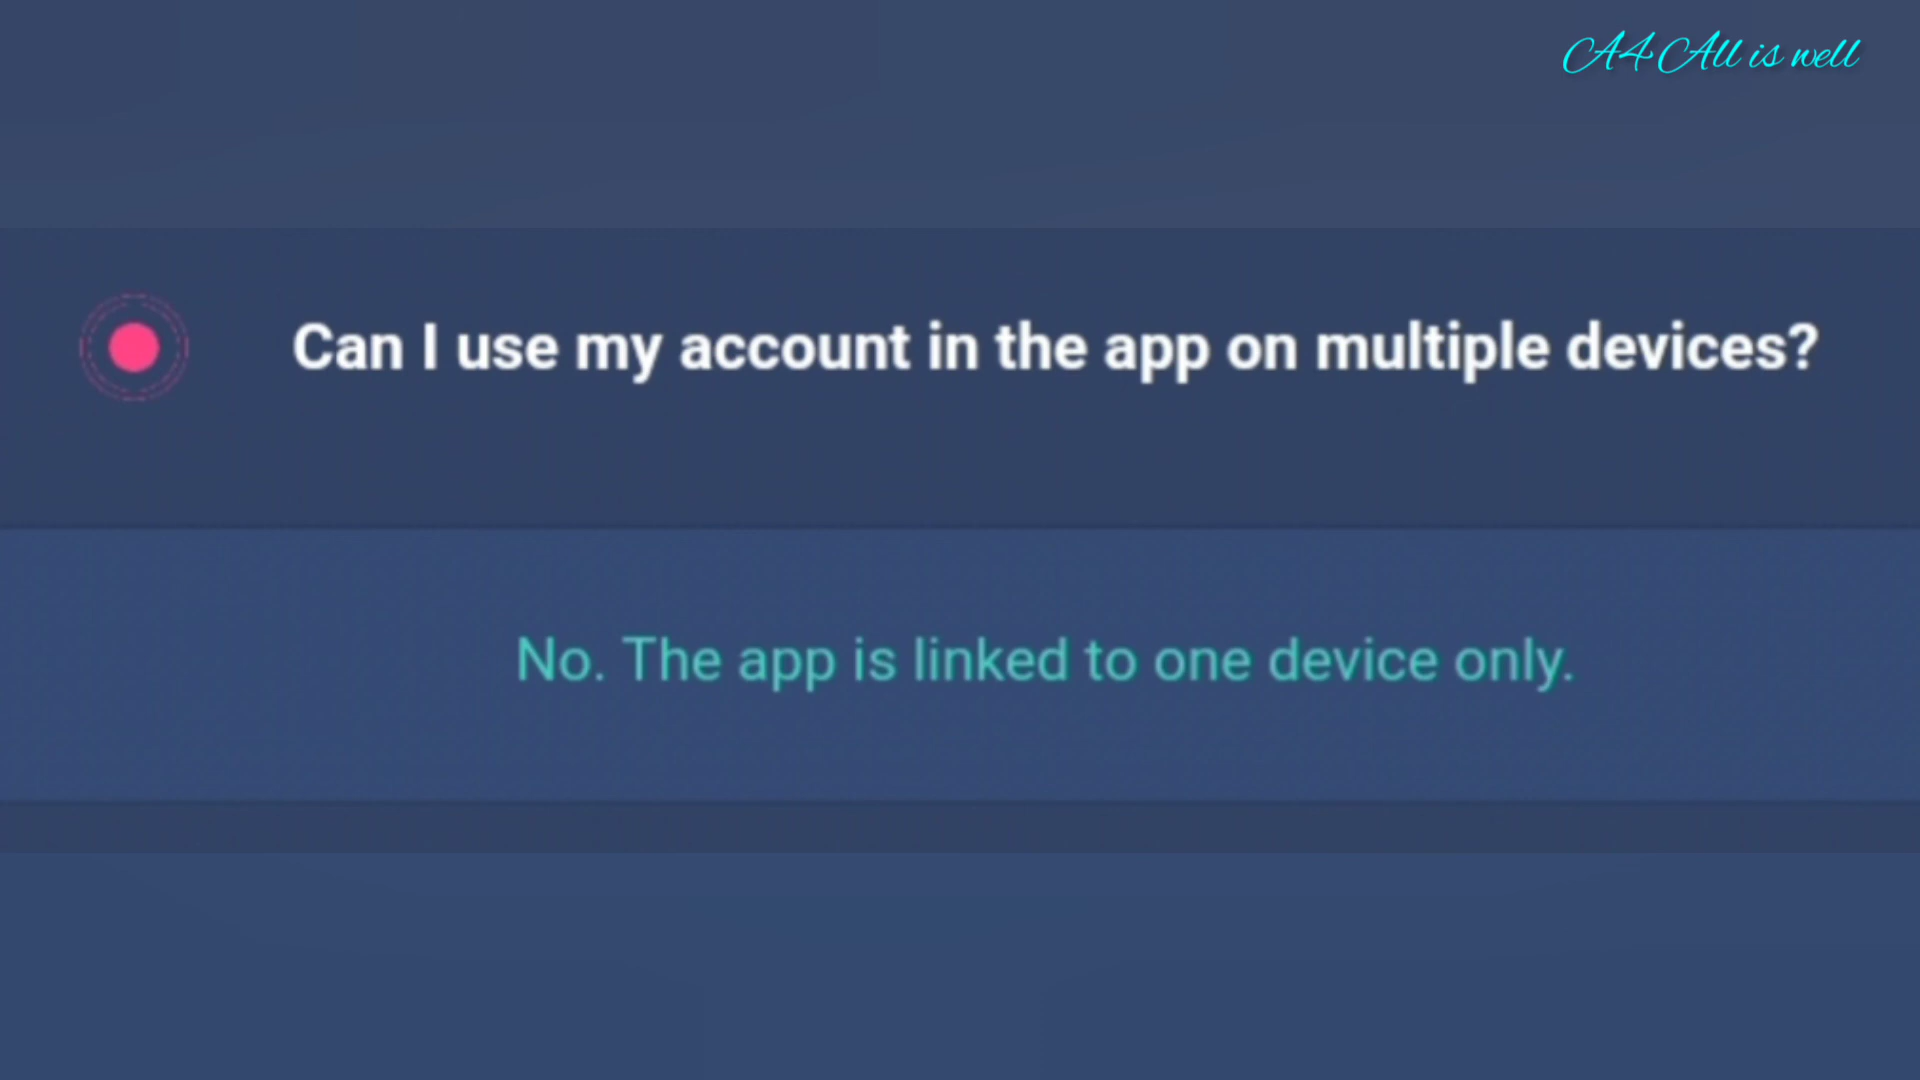 A4 All is well
Can I use my account in the app on multiple devices?
No. The app is linked to one device only.